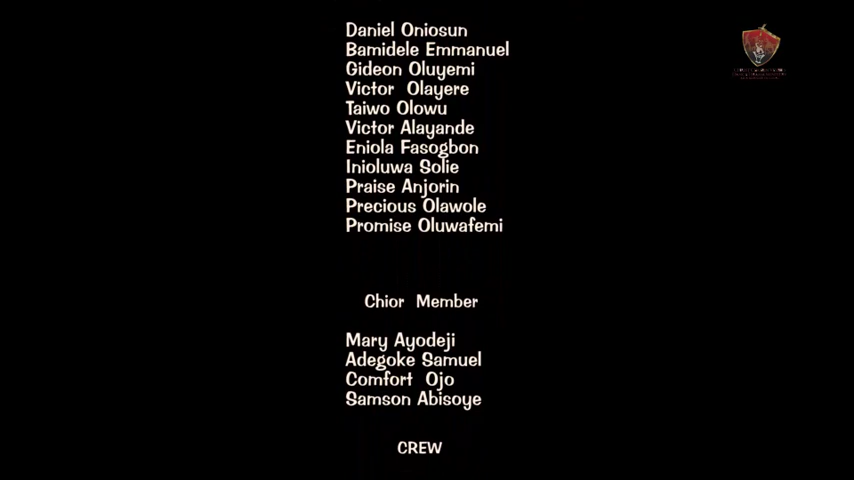 Daniel Oniosun
Bamidele Emmanuel
Gideon Oluyemi
Victor Olayere
Taiwo Olowu
Victor Alayande
Eniola Fasogbon
Inioluwa Solie
Praise Anjorin
Precious Olawole
Promise Oluwafemi
Chior Member
Mary Ayodeji
Adegoke Samuel
Comfort Ojo
Samson Abisoye
CREW